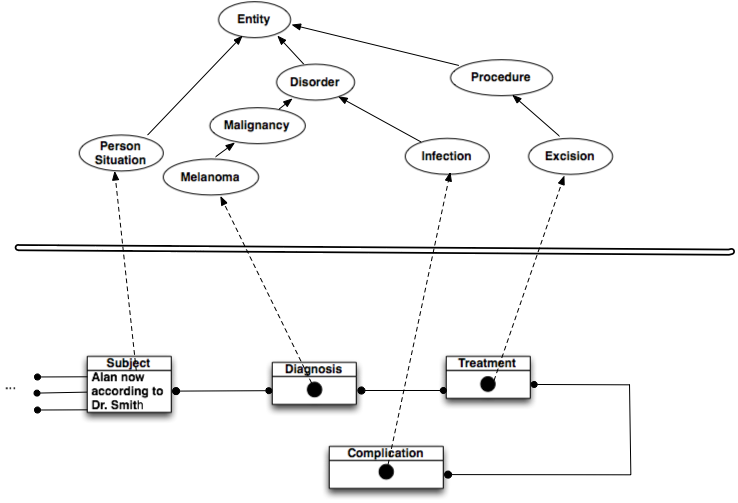 Entity
Disorder
Procedure
Malignancy
Person
Situation
Infection
Excision
Melanoma
Subject
Alan now
according to
Dr. Smith
Diagnosis
Treatment
...
Complication